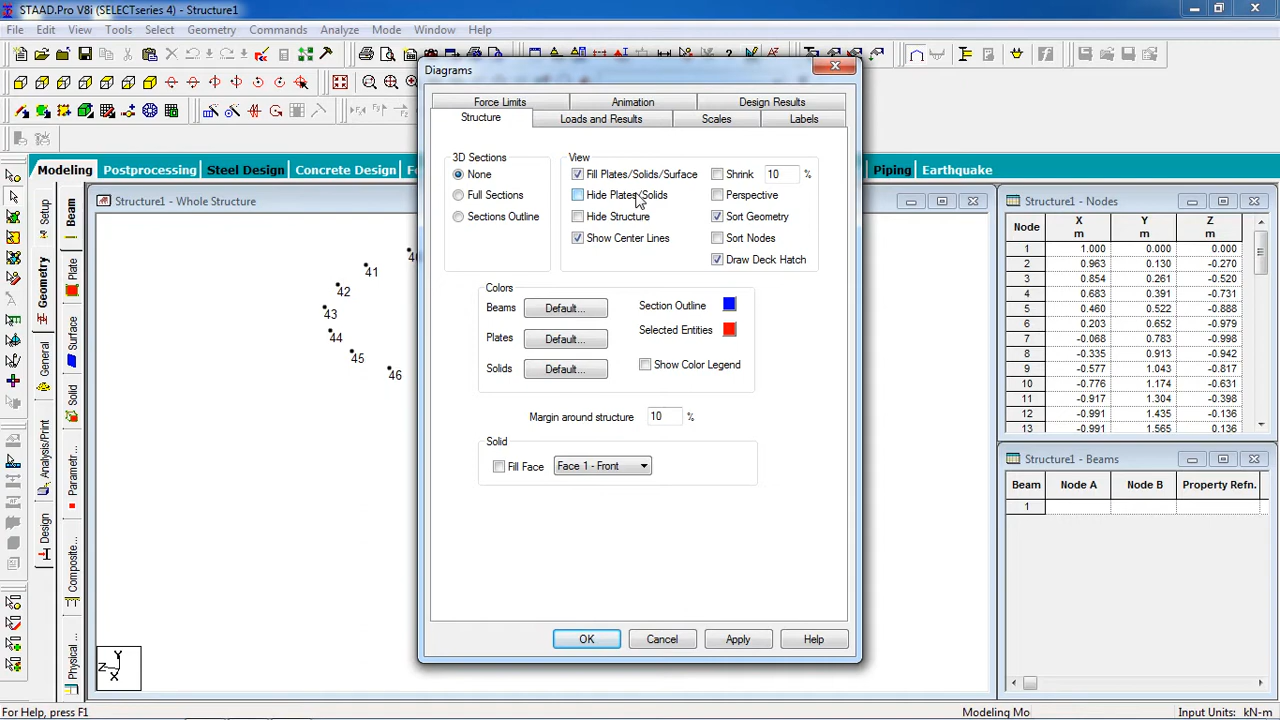 STAAD.Pro V8i (SELECTseries 4) - Structure1
File Edit View Tools Select Geometry Commands Analyze Mode Window Help
Modeling Postprocessing Steel Design Concrete Design Earthquake
Structure1 - Whole Structure
41
42
43
44
45
46
Setup
Geometry
General
Analysis/Print
Design
Beam
Plate
Surface
Solid
Parametr...
Composit...
Physical ...
Diagrams
Force Limits Animation Design Results
Structure Loads and Results Scales Labels
3D Sections
None
Full Sections
Sections Outline
View
Fill Plates/Solids/Surface Shrink 10 %
Hide Plates/Solids Perspective
Hide Structure Sort Geometry
Show Center Lines Sort Nodes
Draw Deck Hatch
Colors
Beams Default... Section Outline
Plates Default... Selected Entities
Solids Default... Show Color Legend
Margin around structure 10 %
Solid
Fill Face Face 1 - Front
OK Cancel Apply Help
Structure1 - Nodes
Node X m Y m Z m
1 1.000 0.000 0.000
2 0.963 0.130 -0.270
3 0.854 0.261 -0.520
4 0.683 0.391 -0.731
5 0.460 0.522 -0.888
6 0.203 0.652 -0.979
7 -0.068 0.783 -0.998
8 -0.335 0.913 -0.942
9 -0.577 1.043 -0.817
10 -0.776 1.174 -0.631
11 -0.917 1.304 -0.398
12 -0.991 1.435 -0.136
13 -0.991 1.565 0.136
Structure1 - Beams
Beam Node A Node B Property Refn.
1
Z Y X
For Help, press F1
Modeling Mo
Input Units: kN-m